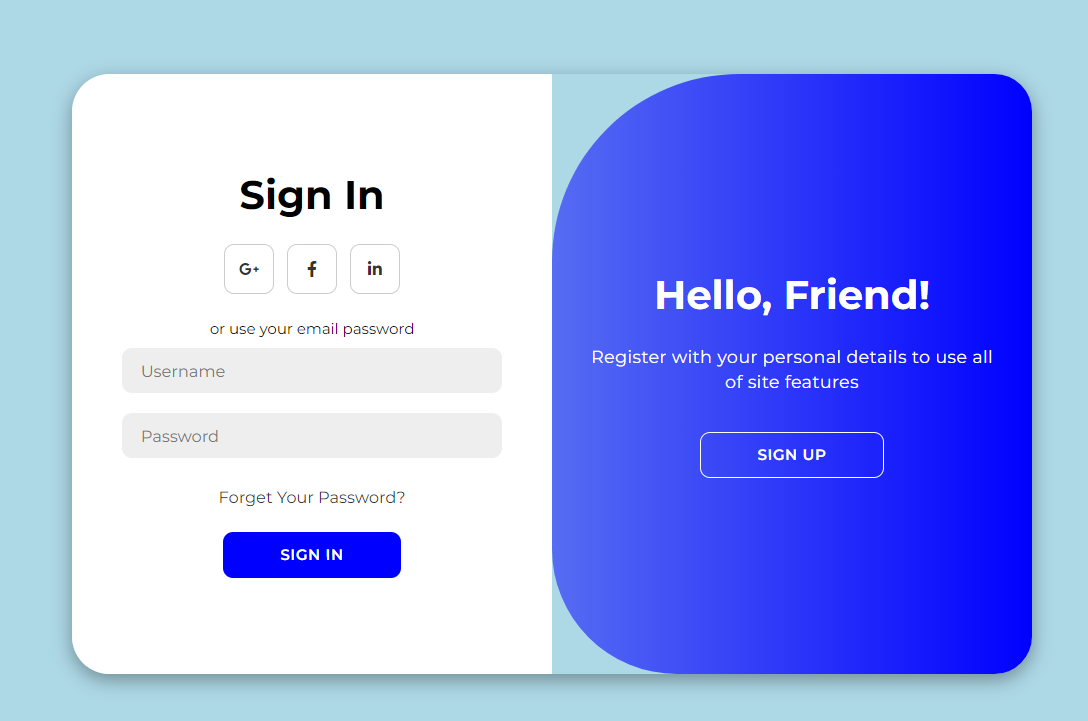 Sign In
G+ f in
or use your email password
Username
Password
Forget Your Password?
SIGN IN
Hello, Friend!
Register with your personal details to use all
of site features
SIGN UP